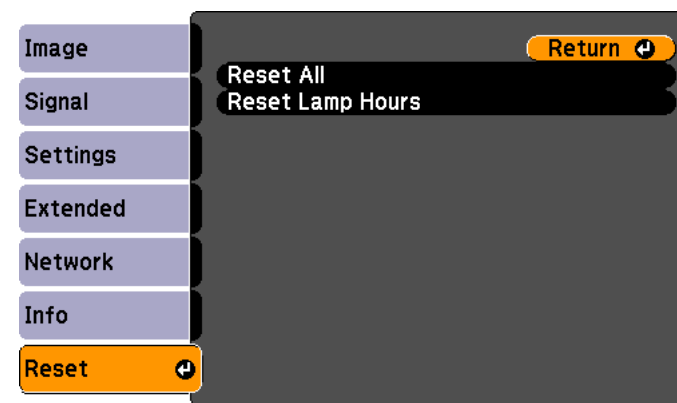 Image
Signal
Settings
Extended
Network
Info
Reset
Return
Reset All
Reset Lamp Hours